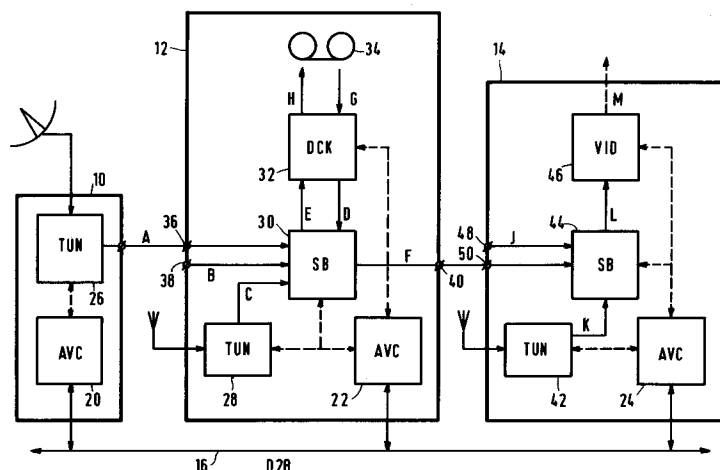 12
34
14
H
G
M
DCK
VID
32
46
10
30
E
D
44
L
TUN
A
36
48
J
SB
F
SB
38
B
40
50
26
C
K
AVC
TUN
AVC
TUN
AVC
20
28
22
42
24
16
D2B